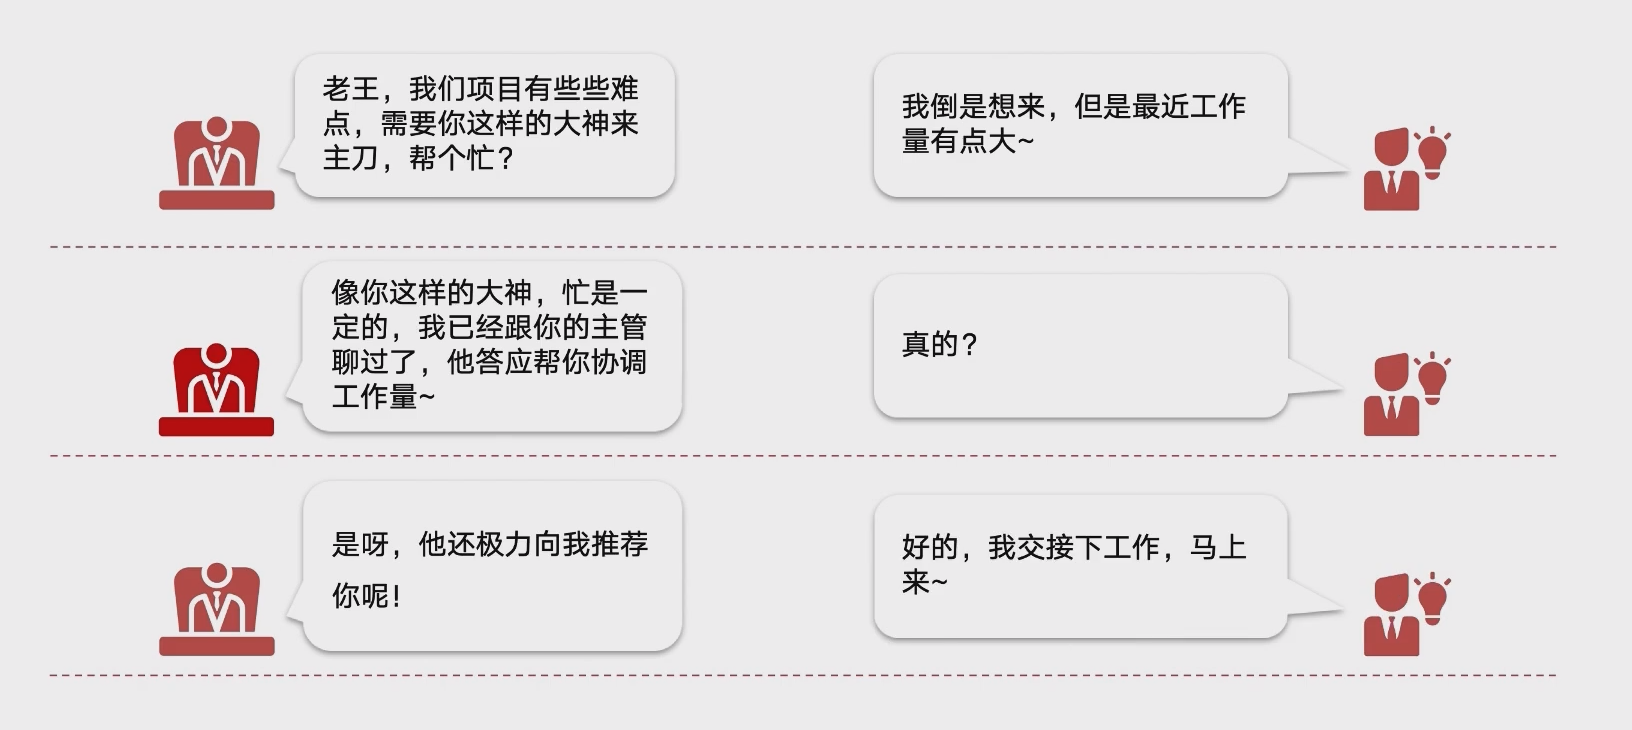 老王，我们项目有些些难
点，需要你这样的大神来
主刀，帮个忙？
我倒是想来，但是最近工作
量有点大~
像你这样的大神，忙是一
定的，我已经跟你的主管
聊过了，他答应帮你协调
工作量~
真的？
是呀，他还极力向我推荐
你呢！
好的，我交接下工作，马上
来~